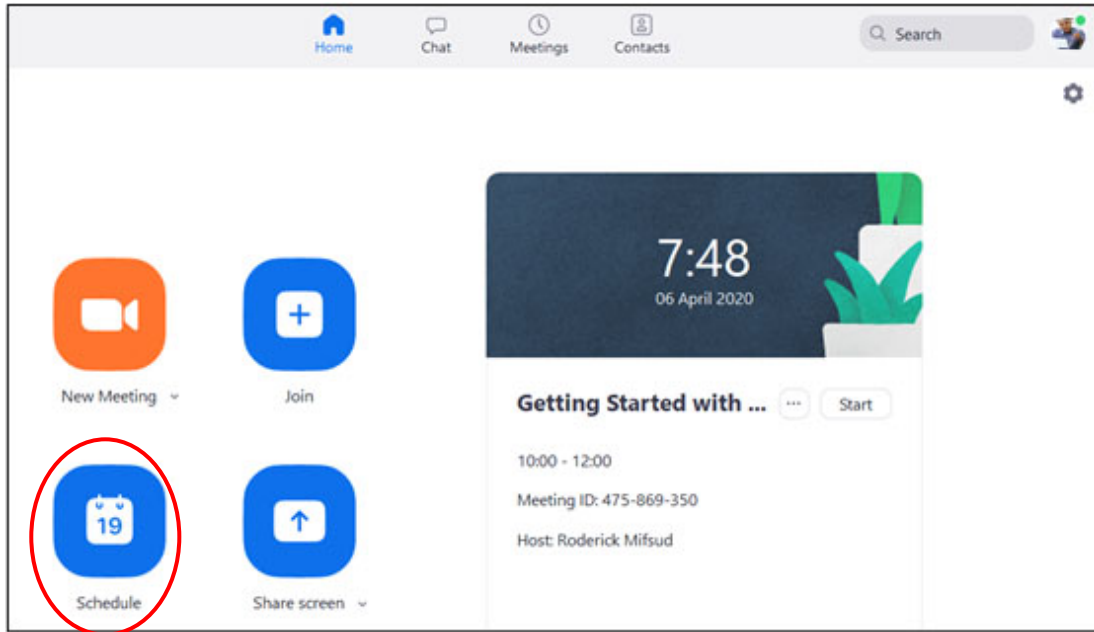 Home
Chat
Meetings
Contacts
Search
7:48
06 April 2020
New Meeting
Join
Getting Started with ...
Start
10:00 - 12:00
Meeting ID: 475-869-350
Host: Roderick Mifsud
19
Schedule
Share screen